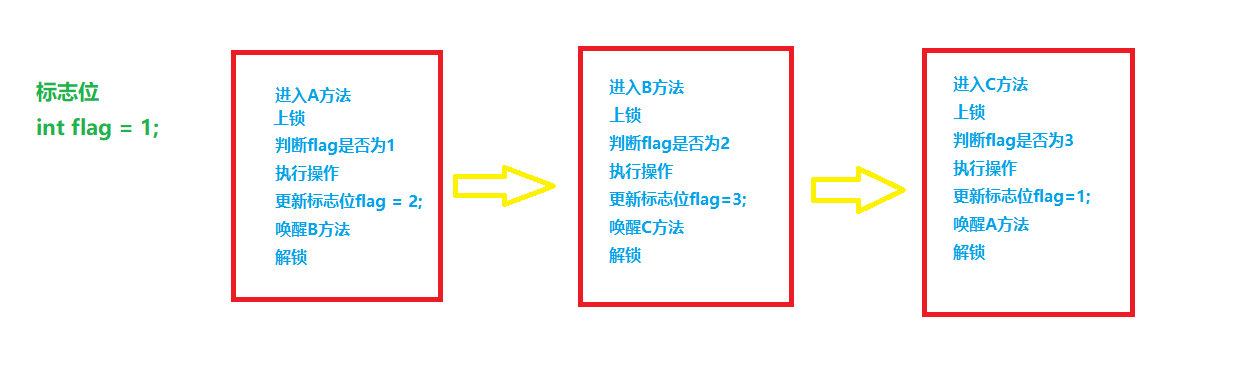 标志位
int flag = 1;
进入A方法
上锁
判断flag是否为1
执行操作
更新标志位flag = 2;
唤醒B方法
解锁
进入B方法
上锁
判断flag是否为2
执行操作
更新标志位flag=3;
唤醒C方法
解锁
进入C方法
上锁
判断flag是否为3
执行操作
更新标志位flag=1;
唤醒A方法
解锁